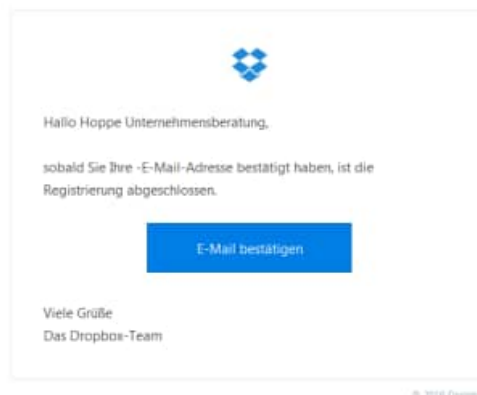 Hallo Hoppe Unternehmensberatung,
sobald Sie Ihre -E-Mail-Adresse bestätigt haben, ist die
Registrierung abgeschlossen.
E-Mail bestätigen
Viele Grüße
Das Dropbox-Team